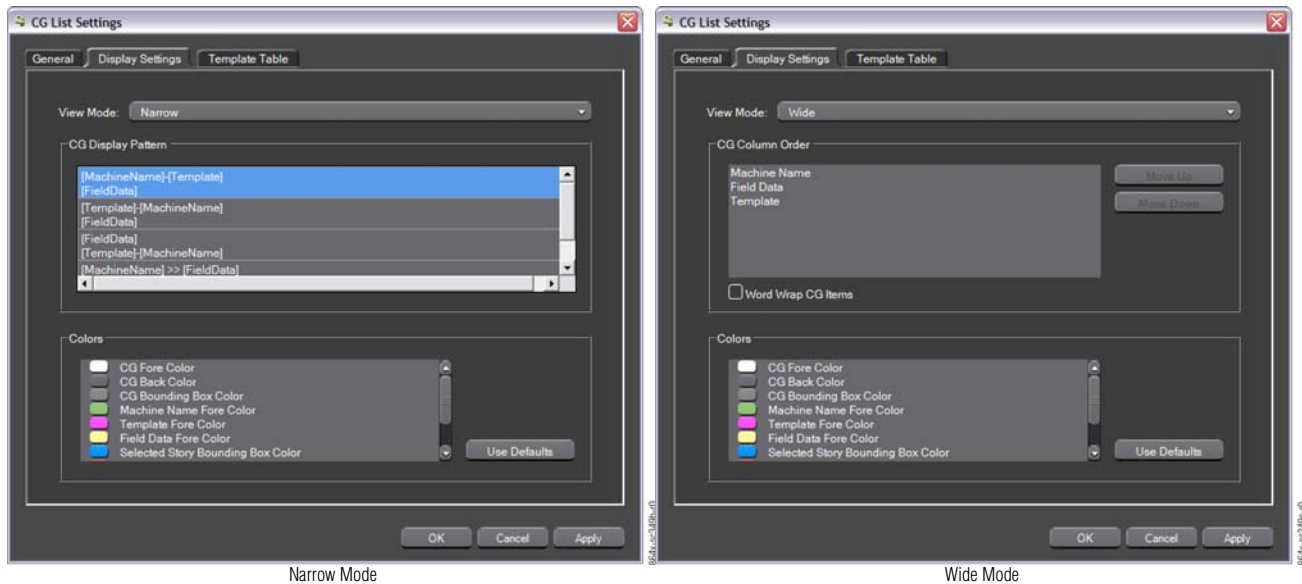 CG List Settings
General
Display Settings
Template Table
View Mode: Narrow
CG Display Pattern
[MachineName]-[Template]
[FieldData]
[Template]-[MachineName]
[FieldData]
[FieldData]
[Template]-[MachineName]
[MachineName] >> [FieldData]
Colors
CG Fore Color
CG Back Color
CG Bounding Box Color
Machine Name Fore Color
Template Fore Color
Field Data Fore Color
Selected Story Bounding Box Color
Use Defaults
OK
Cancel
Apply
Narrow Mode
CG List Settings
General
Display Settings
Template Table
View Mode: Wide
CG Column Order
Machine Name
Field Data
Template
Move Up
Move Down
Word Wrap CG Items
Colors
CG Fore Color
CG Back Color
CG Bounding Box Color
Machine Name Fore Color
Template Fore Color
Field Data Fore Color
Selected Story Bounding Box Color
Use Defaults
OK
Cancel
Apply
Wide Mode